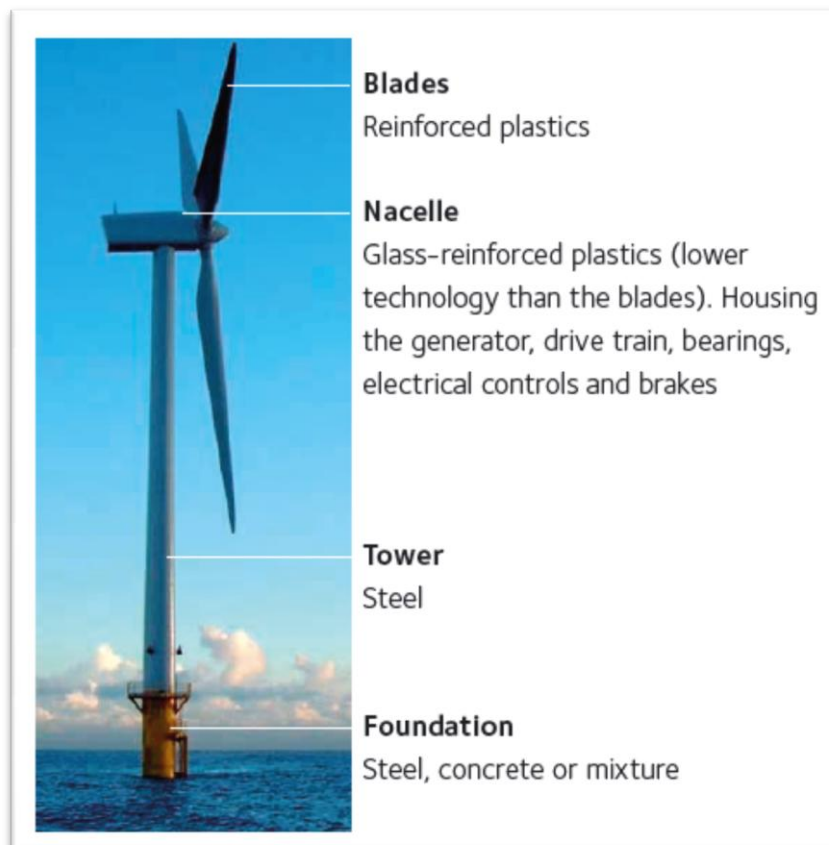 Blades
Reinforced plastics
Nacelle
Glass-reinforced plastics (lower
technology than the blades). Housing
the generator, drive train, bearings,
electrical controls and brakes
Tower
Steel
Foundation
Steel, concrete or mixture